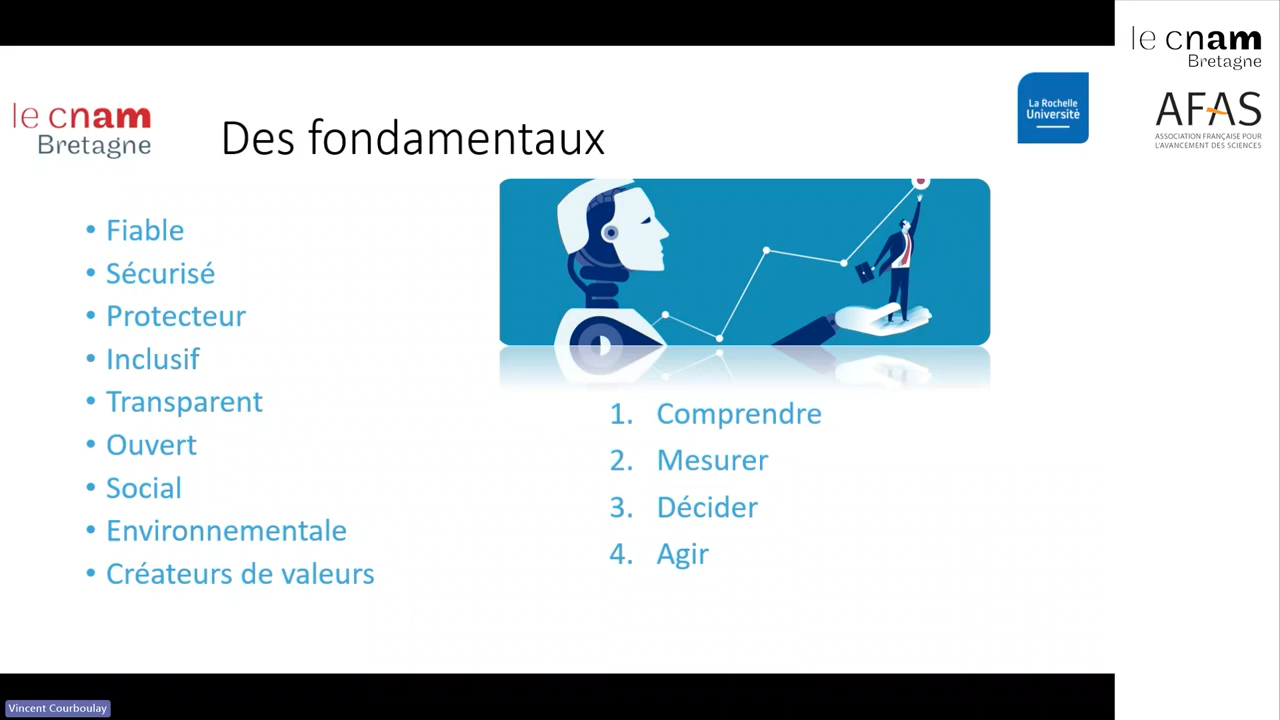 le cnam
Bretagne
Des fondamentaux
La Rochelle
Université
le cnam
Bretagne
AFAS
ASSOCIATION FRANÇAISE POUR
L'AVANCEMENT DES SCIENCES
• Fiable
• Sécurisé
• Protecteur
• Inclusif
• Transparent
• Ouvert
• Social
• Environnementale
• Créateurs de valeurs
1. Comprendre
2. Mesurer
3. Décider
4. Agir
Vincent Courboulay